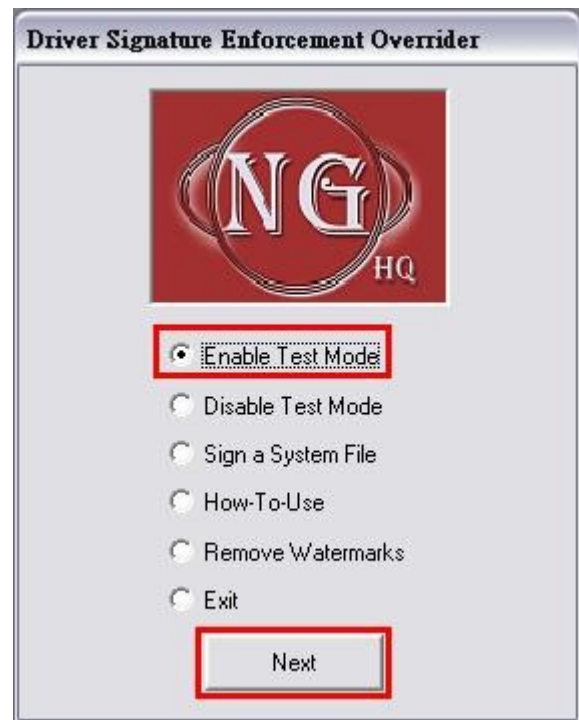 Driver Signature Enforcement Overrider
NG
HQ
Enable Test Mode
Disable Test Mode
Sign a System File
How-To-Use
Remove Watermarks
Exit
Next